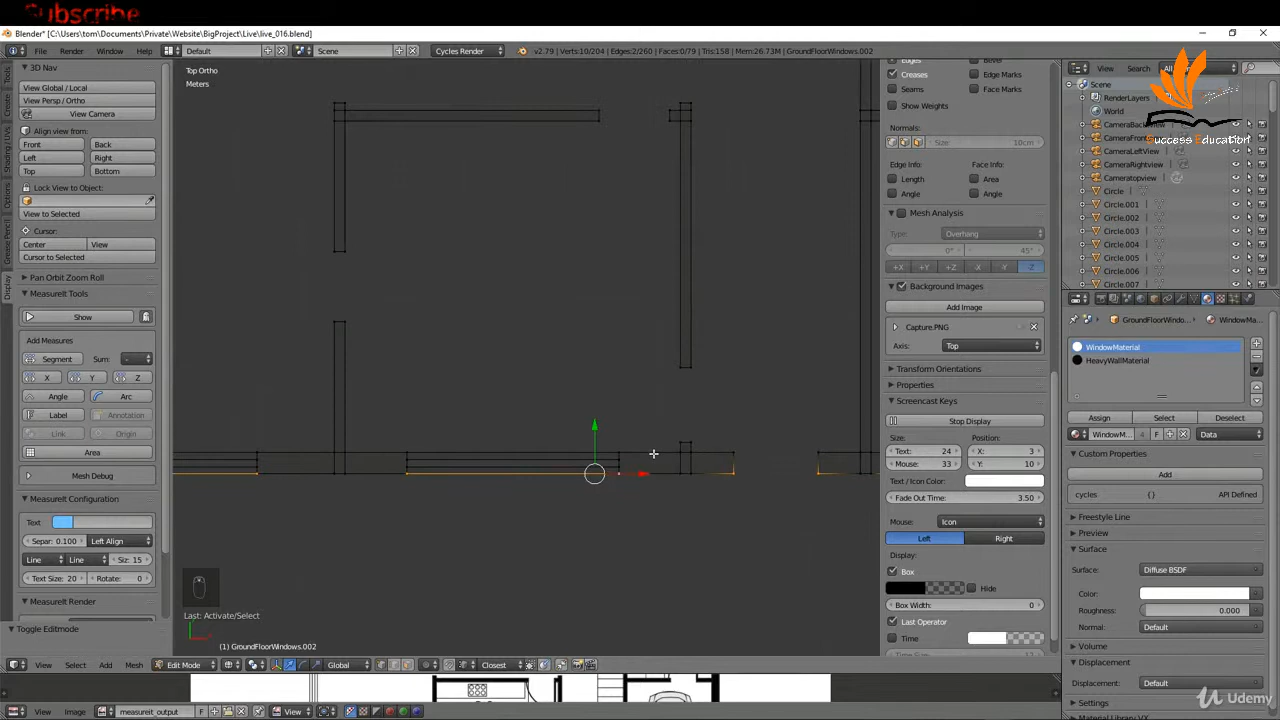 Subscribe
Blender* [C:\Users\tom\Documents\Private\Website\BigProject\Live\live_016.blend]
File Render Window Help Default Scene Cycles Render v2.79 | Verts:10/204 | Edges:2/260 | Faces:0/79 | Tris:158 | Mem:26.73M | GroundFloorWindows.002
3D Nav
View Global / Local
View Persp / Ortho
View Camera
Align view from:
Front Back
Left Right
Top Bottom
Lock View to Object:
View to Selected
Cursor:
Center View
Cursor to Selected
Pan Orbit Zoom Roll
MeasureIt Tools
Show
Add Measures
Segment Sum:
X Y Z
Angle Arc
Label Annotation
Link Origin
Area
Mesh Debug
MeasureIt Configuration
Text
Separ: 0.100 Left Align
Line Line Siz: 15
Text Size: 20 Rotate: 0
MeasureIt Render
Toggle Editmode
Tools
Create
Shading / UVs
Options
Grease Pencil
Display
Top Ortho
Meters
Last: Activate/Select
(1) GroundFloorWindows.002
View Select Add Mesh Edit Mode Global Closest
View Image measureit_output F View
Edges Bevel
Creases Edge Marks
Seams Face Marks
Show Weights
Normals:
Size: 10cm
Edge Info: Face Info:
Length Area
Angle Angle
Mesh Analysis
Type: Overhang
0° 45°
+X +Y +Z -X -Y -Z
Background Images
Add Image
Capture.PNG
Axis: Top
Transform Orientations
Properties
Screencast Keys
Stop Display
Size: Position:
Text: 24 X: 3
Mouse: 33 Y: 10
Text / Icon Color:
Fade Out Time: 3.50
Mouse: Icon
Left Right
Display:
Box
Hide
Box Width: 0
Last Operator
Time
View Search All
Scene
RenderLayers
World
CameraFron
CameraLeftView
CameraRightview
Cameratopview
Circle
Circle.001
Circle.002
Circle.003
Circle.004
Circle.005
Circle.006
Circle.007
Success Education
GroundFloorWindo... WindowMa...
WindowMaterial
HeavyWallMaterial
Assign Select Deselect
WindowM 4 F Data
Custom Properties
Add
cycles {} API Defined
Freestyle Line
Preview
Surface
Surface: Diffuse BSDF
Color:
Roughness: 0.000
Normal: Default
Volume
Displacement
Displacement: Default
Settings
Udemy